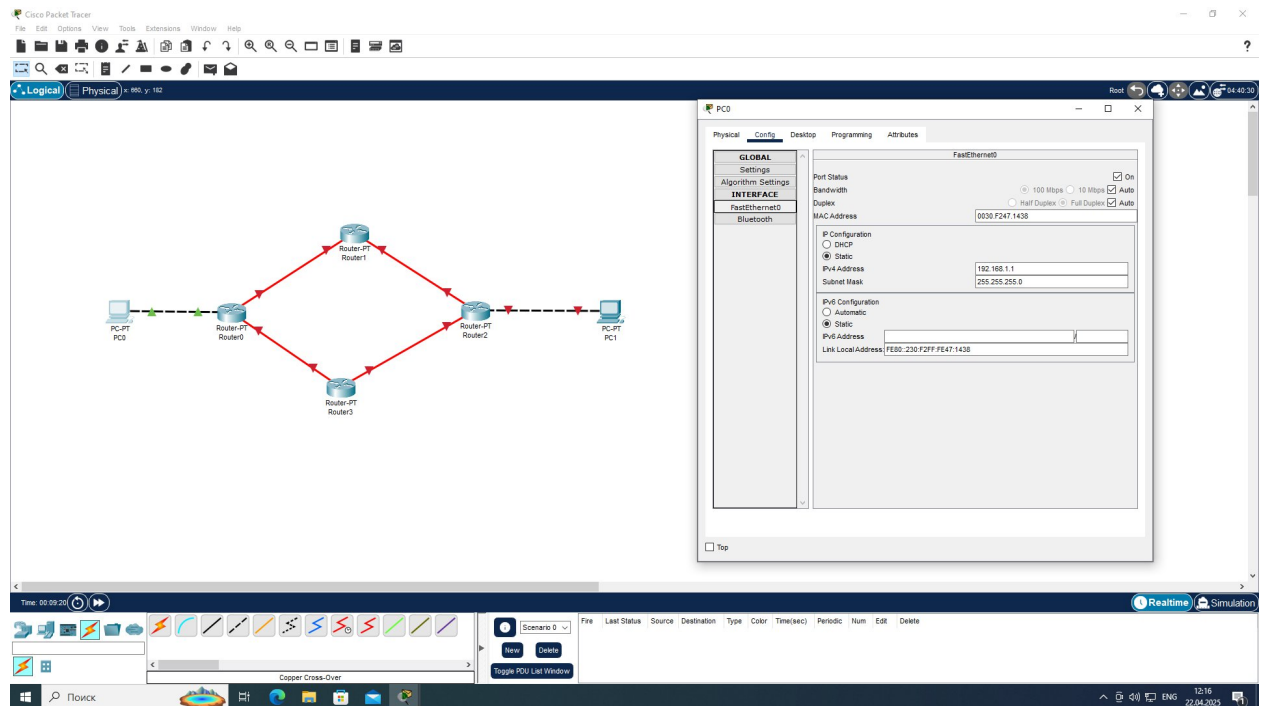 Cisco Packet Tracer
File Edit Options View Tools Extensions Window Help
?
Logical Physical x: 660, y: 182 Root 04:40:30
PC0
Physical Config Desktop Programming Attributes
GLOBAL
Settings
Algorithm Settings
INTERFACE
FastEthernet0
Bluetooth
FastEthernet0
Port Status On
Bandwidth 100 Mbps 10 Mbps Auto
Duplex Half Duplex Full Duplex Auto
MAC Address 0030.F247.1438
IP Configuration
DHCP
Static
IPv4 Address 192.168.1.1
Subnet Mask 255.255.255.0
IPv6 Configuration
Automatic
Static
IPv6 Address /
Link Local Address: FE80::230:F2FF:FE47:1438
Top
Router-PT
Router1
PC-PT
PC0
Router-PT
Router0
Router-PT
Router2
PC-PT
PC1
Router-PT
Router3
Time: 00:09:20 Realtime Simulation
Scenario 0
New Delete
Toggle PDU List Window
Fire Last Status Source Destination Type Color Time(sec) Periodic Num Edit Delete
Copper Cross-Over
Поиск
ENG
12:16
22.04.2025